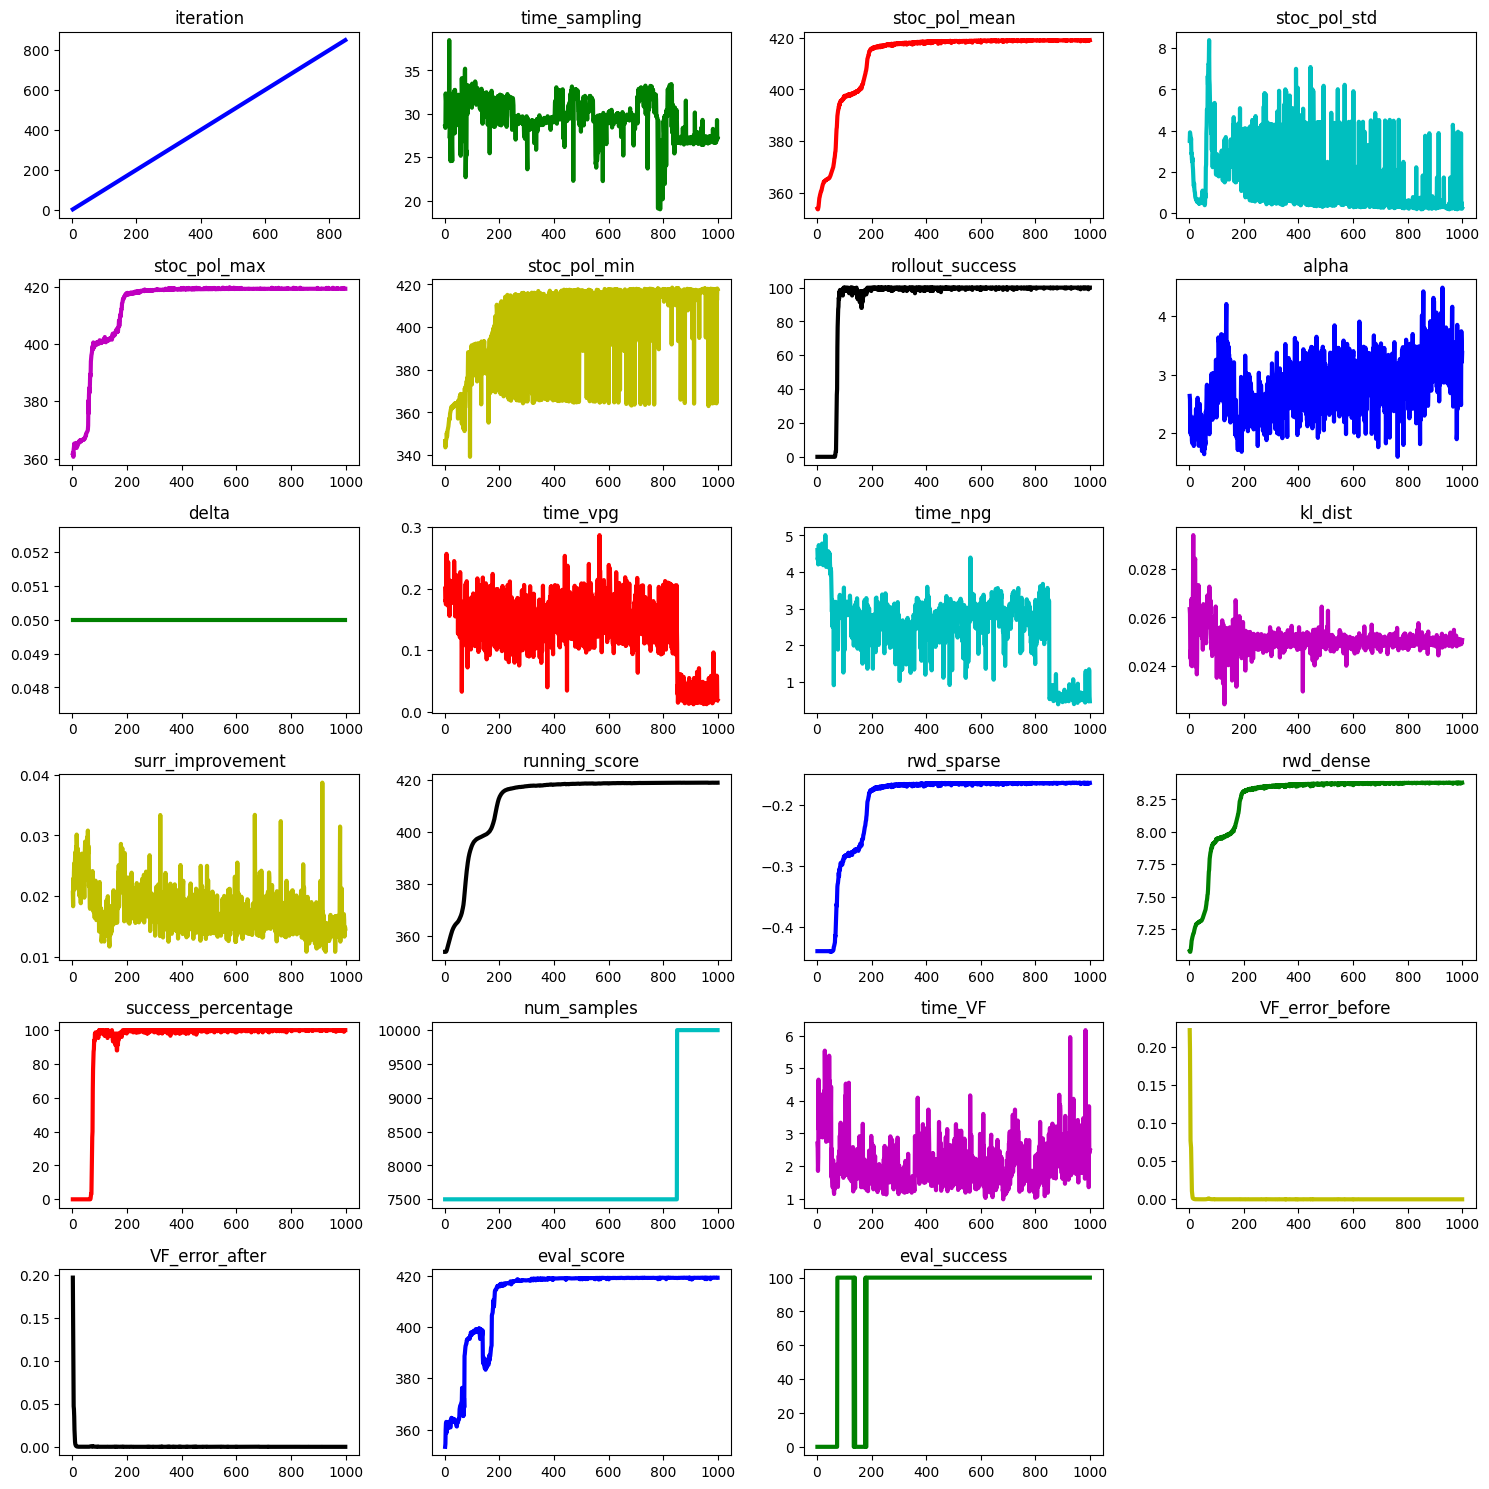 iteration
time_sampling
stoc_pol_mean
stoc_pol_std
800
600
400
200
0
0 200 400 600 800
35
30
25
20
0 200 400 600 800 1000
420
400
380
360
0 200 400 600 800 1000
8
6
4
2
0
0 200 400 600 800 1000
stoc_pol_max
stoc_pol_min
rollout_success
alpha
420
400
380
360
0 200 400 600 800 1000
420
400
380
360
340
0 200 400 600 800 1000
100
80
60
40
20
0
0 200 400 600 800 1000
4
3
2
0 200 400 600 800 1000
delta
time_vpg
time_npg
kl_dist
0.052
0.051
0.050
0.049
0.048
0 200 400 600 800 1000
0.3
0.2
0.1
0.0
0 200 400 600 800 1000
5
4
3
2
1
0 200 400 600 800 1000
0.028
0.026
0.024
0 200 400 600 800 1000
surr_improvement
running_score
rwd_sparse
rwd_dense
0.04
0.03
0.02
0.01
0 200 400 600 800 1000
420
400
380
360
0 200 400 600 800 1000
−0.2
−0.3
−0.4
0 200 400 600 800 1000
8.25
8.00
7.75
7.50
7.25
0 200 400 600 800 1000
success_percentage
num_samples
time_VF
VF_error_before
100
80
60
40
20
0
0 200 400 600 800 1000
10000
9500
9000
8500
8000
7500
0 200 400 600 800 1000
6
5
4
3
2
1
0 200 400 600 800 1000
0.20
0.15
0.10
0.05
0.00
0 200 400 600 800 1000
VF_error_after
eval_score
eval_success
0.20
0.15
0.10
0.05
0.00
0 200 400 600 800 1000
420
400
380
360
0 200 400 600 800 1000
100
80
60
40
20
0
0 200 400 600 800 1000